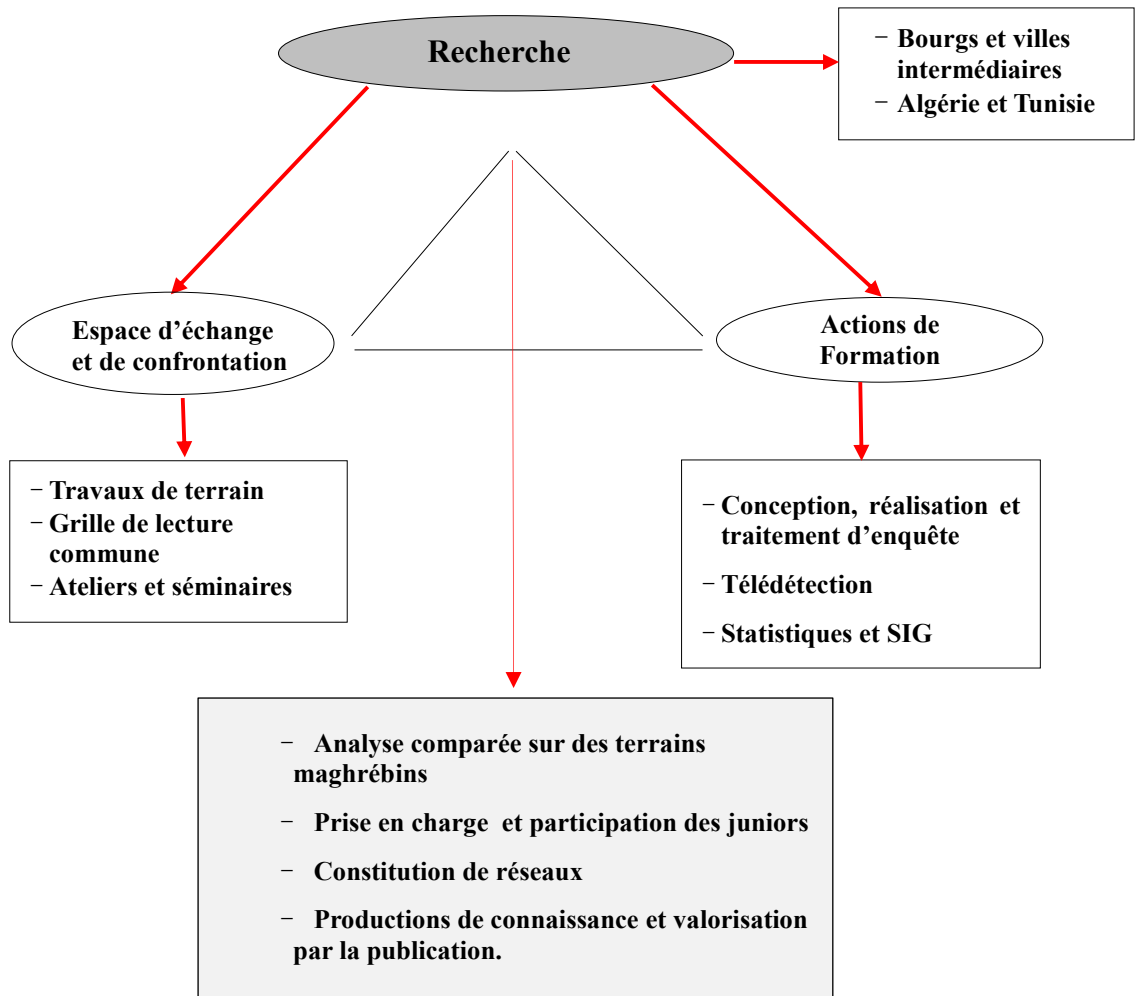 Recherche
– Bourgs et villes
intermédiaires
– Algérie et Tunisie
Espace d’échange
et de confrontation
Actions de
Formation
– Travaux de terrain
– Grille de lecture
commune
– Ateliers et séminaires
– Conception, réalisation et
traitement d’enquête
– Télédétection
– Statistiques et SIG
– Analyse comparée sur des terrains
maghrébins
– Prise en charge et participation des juniors
– Constitution de réseaux
– Productions de connaissance et valorisation
par la publication.